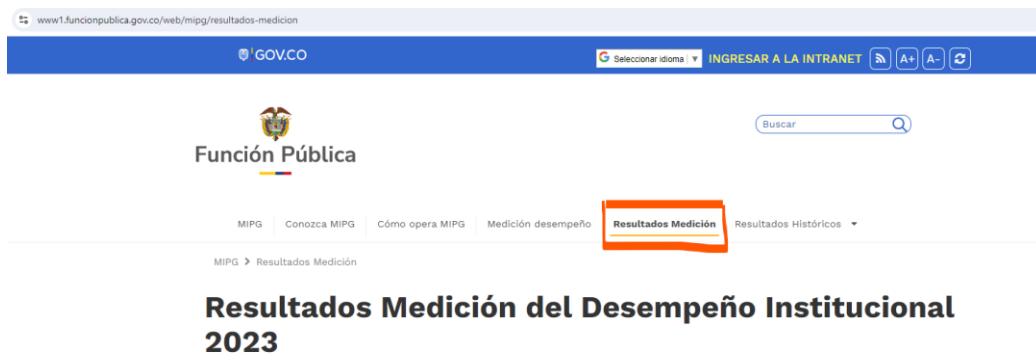 www1.funcionpublica.gov.co/web/mipg/resultados-medicion
GOV.CO
Seleccionar idioma ▼ INGRESAR A LA INTRANET A+ A-
Buscar
Función Pública
MIPG Conozca MIPG Cómo opera MIPG Medición desempeño Resultados Medición Resultados Históricos
MIPG > Resultados Medición
Resultados Medición del Desempeño Institucional
2023